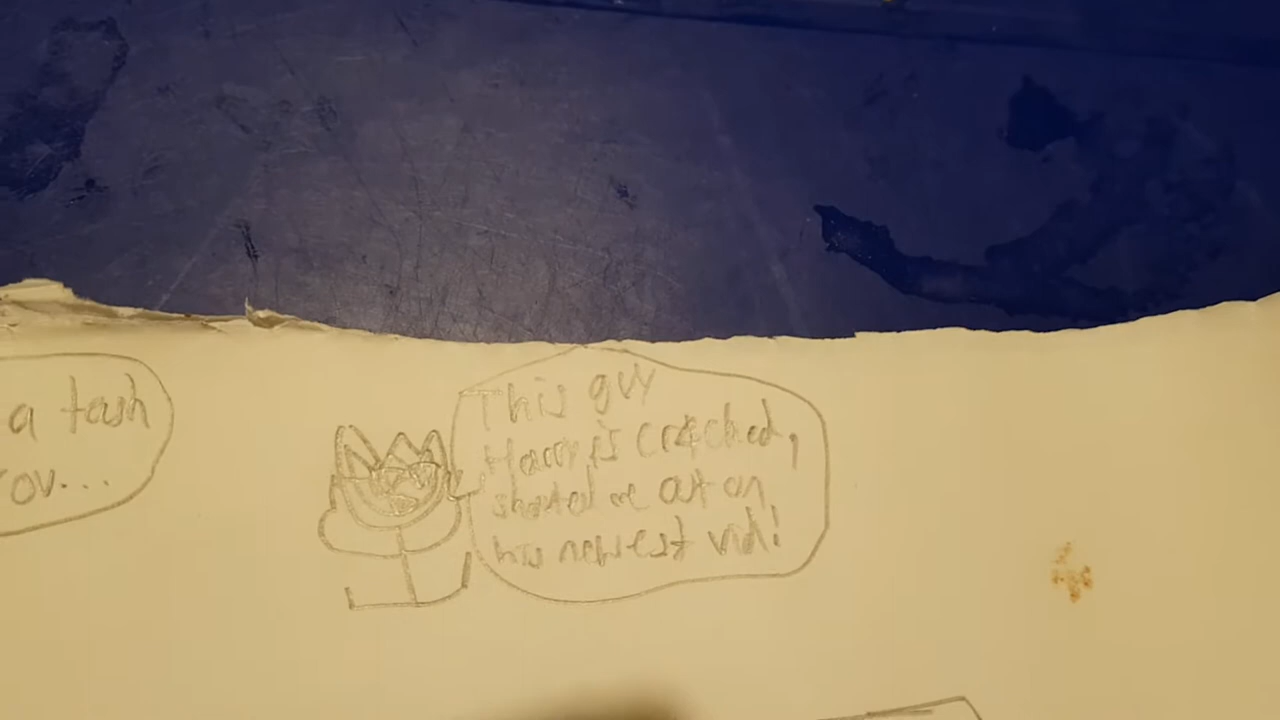 a tash
ov...
This guy
Harry is cracked,
shouted me out on
his newest vid!